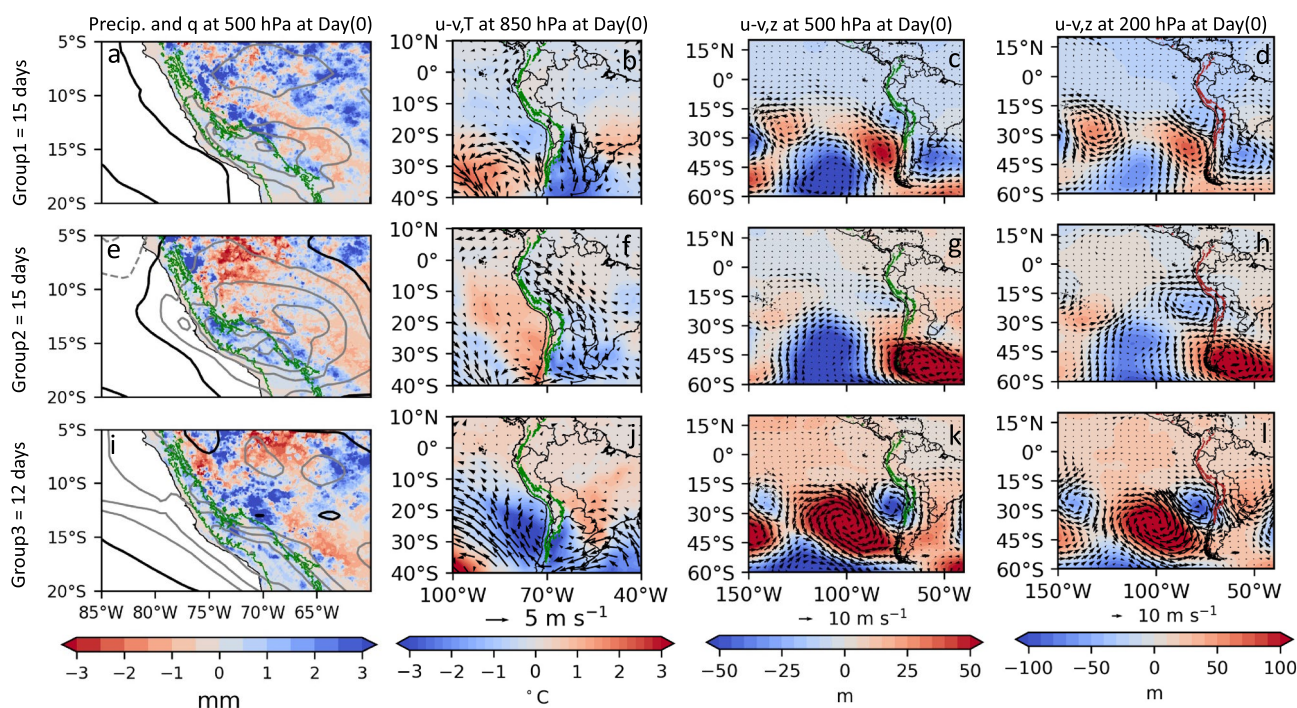 Precip. and q at 500 hPa at Day(0)
u-v,T at 850 hPa at Day(0)
u-v,z at 500 hPa at Day(0)
u-v,z at 200 hPa at Day(0)
Group1 = 15 days
5°S
10°S
15°S
20°S
a
10°N
0°
10°S
20°S
30°S
40°S
b
15°N
0°
15°S
30°S
45°S
60°S
c
15°N
0°
15°S
30°S
45°S
60°S
d
Group2 = 15 days
5°S
10°S
15°S
20°S
e
10°N
0°
10°S
20°S
30°S
40°S
f
15°N
0°
15°S
30°S
45°S
60°S
g
15°N
0°
15°S
30°S
45°S
60°S
h
Group3 = 12 days
5°S
10°S
15°S
20°S
i
10°N
0°
10°S
20°S
30°S
40°S
j
15°N
0°
15°S
30°S
45°S
60°S
k
15°N
0°
15°S
30°S
45°S
60°S
l
85°W 80°W 75°W 70°W 65°W
100°W 70°W 40°W
150°W 100°W 50°W
150°W 100°W 50°W
5 m s⁻¹
10 m s⁻¹
10 m s⁻¹
−3 −2 −1 0 1 2 3
mm
−3 −2 −1 0 1 2 3
°C
−50 −25 0 25 50
m
−100 −50 0 50 100
m